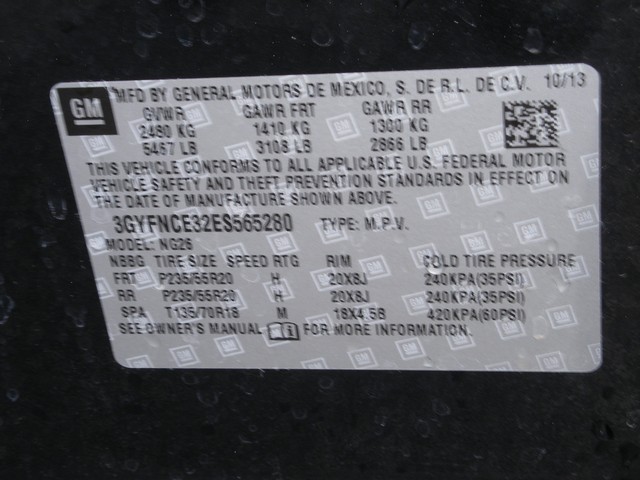 GM
MFD BY GENERAL MOTORS DE MEXICO, S. DE R.L. DE C.V. 10/13
GVWR GAWR FRT GAWR RR
2480 KG 1410 KG 1300 KG
5467 LB 3108 LB 2866 LB
THIS VEHICLE CONFORMS TO ALL APPLICABLE U.S. FEDERAL MOTOR
VEHICLE SAFETY AND THEFT PREVENTION STANDARDS IN EFFECT ON
THE DATE OF MANUFACTURE SHOWN ABOVE.
3GYFNCE32ES565280 TYPE: M.P.V.
MODEL: NG26
NBBG TIRE SIZE SPEED RTG RIM COLD TIRE PRESSURE
FRT P235/55R20 H 20X8J 240KPA(35PSI)
RR P235/55R20 H 20X8J 240KPA(35PSI)
SPA T135/70R18 M 18X4.5B 420KPA(60PSI)
SEE OWNER'S MANUAL FOR MORE INFORMATION.